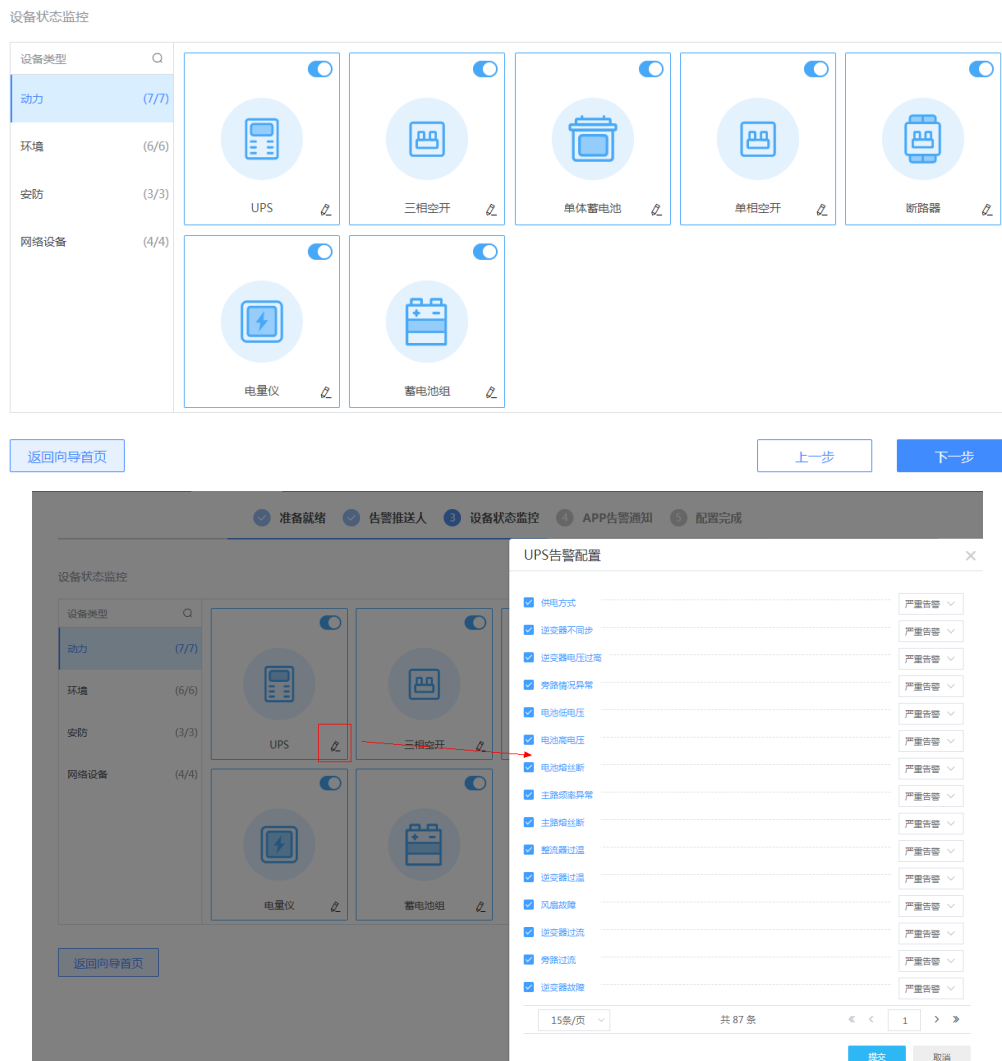 设备状态监控
设备类型
动力 (7/7)
环境 (6/6)
安防 (3/3)
网络设备 (4/4)
UPS
三相空开
单体蓄电池
单相空开
断路器
电量仪
蓄电池组
返回向导首页
上一步
下一步
准备就绪
告警推送人
3 设备状态监控
4 APP告警通知
5 配置完成
设备状态监控
设备类型
动力 (7/7)
环境 (6/6)
安防 (3/3)
网络设备 (4/4)
UPS
三相空开
电量仪
蓄电池组
返回向导首页
UPS告警配置
供电方式 严重告警
逆变器不同步 严重告警
逆变器电压过高 严重告警
旁路情况异常 严重告警
电池低电压 严重告警
电池高电压 严重告警
电池熔丝断 严重告警
主路频率异常 严重告警
主路熔丝断 严重告警
整流器过温 严重告警
逆变器过温 严重告警
风扇故障 严重告警
逆变器过流 严重告警
旁路过流 严重告警
逆变器故障 严重告警
15条/页 共 87 条 1
提交 取消